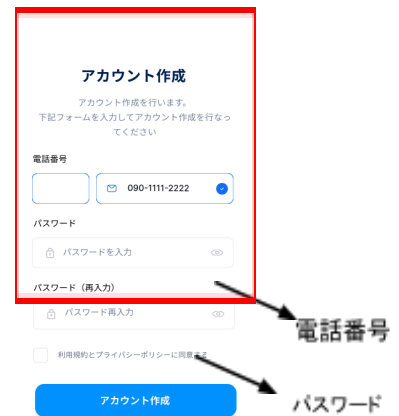 アカウント作成
アカウント作成を行います。
下記フォームを入力してアカウント作成を行なっ
てください
電話番号
090-1111-2222
パスワード
パスワードを入力
パスワード（再入力）
パスワード再入力
利用規約とプライバシーポリシーに同意する
アカウント作成
電話番号
パスワード